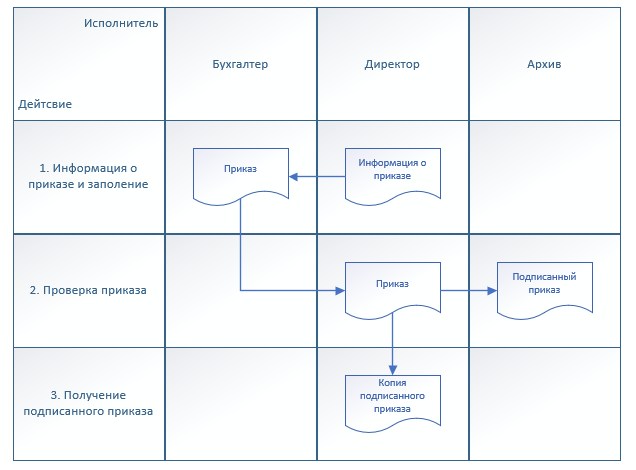 Исполнитель
Дейтсвие
Бухгалтер
Директор
Архив
1. Информация о
приказе и заполение
Приказ
Информация о
приказе
2. Проверка приказа
Приказ
Подписанный
приказ
3. Получение
подписанного приказа
Копия
подписанного
приказа